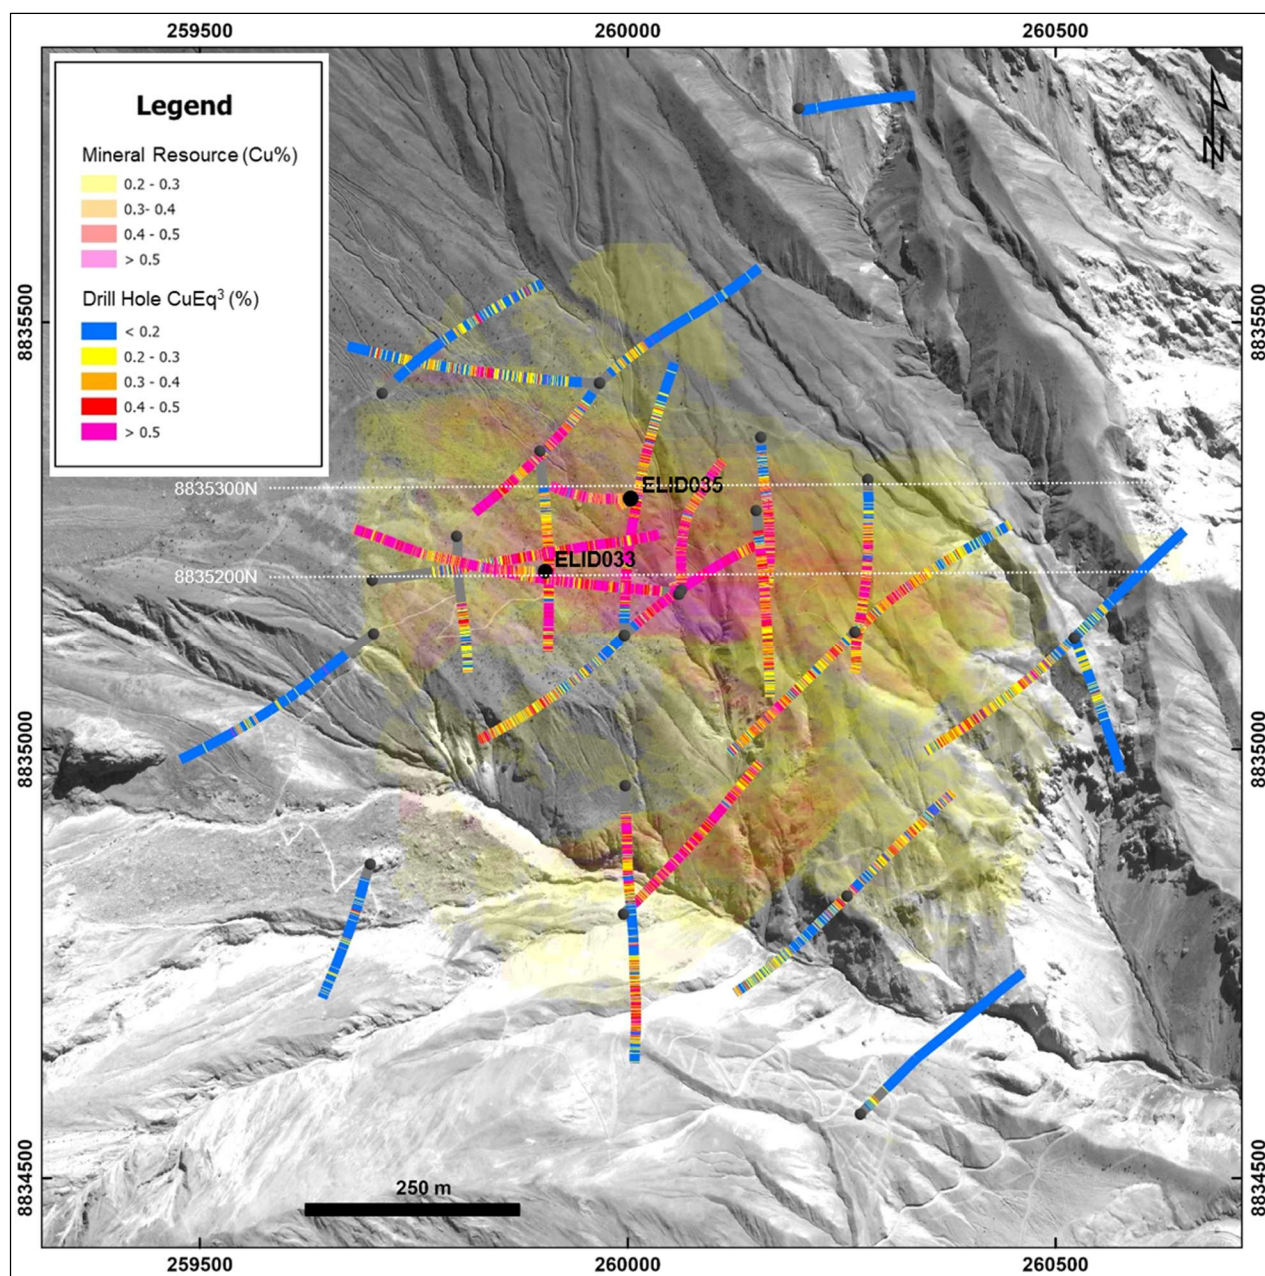 259500 260000 260500
Legend
Mineral Resource (Cu%)
0.2 - 0.3
0.3- 0.4
0.4 - 0.5
> 0.5
Drill Hole CuEq³ (%)
< 0.2
0.2 - 0.3
0.3 - 0.4
0.4 - 0.5
> 0.5
N
8835500 8835500
8835300N
ELID035
ELID033
8835200N
8835000 8835000
8834500 8834500
250 m
259500 260000 260500